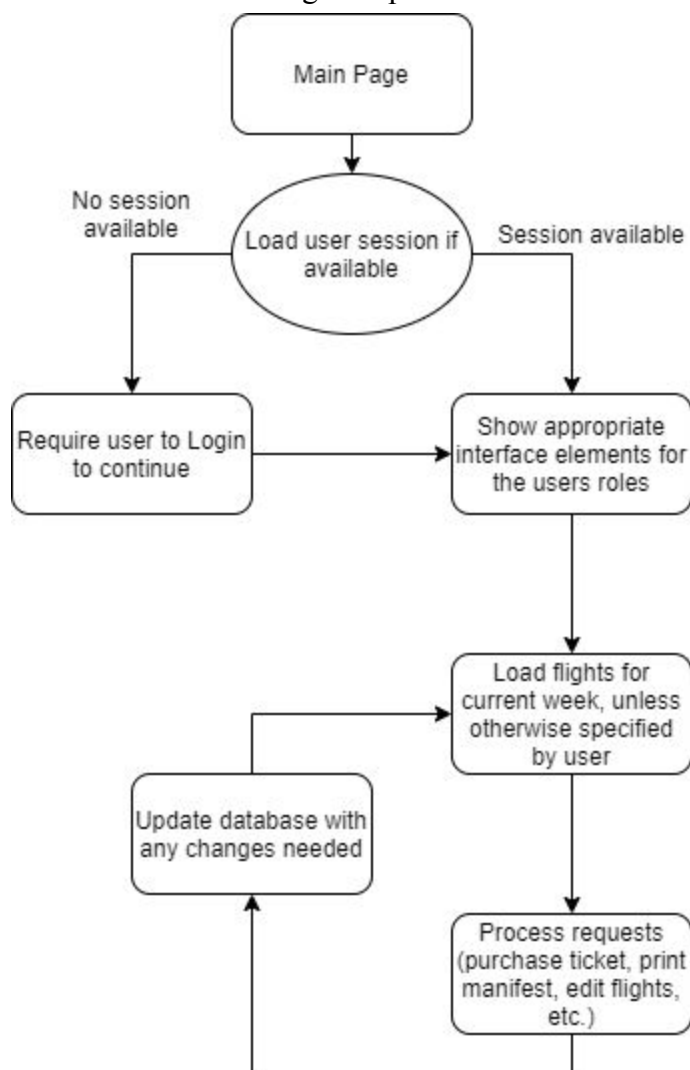 Main Page
No session
available
Load user session if
available
Session available
Require user to Login
to continue
Show appropriate
interface elements for
the users roles
Load flights for
current week, unless
otherwise specified
by user
Update database with
any changes needed
Process requests
(purchase ticket, print
manifest, edit flights,
etc.)